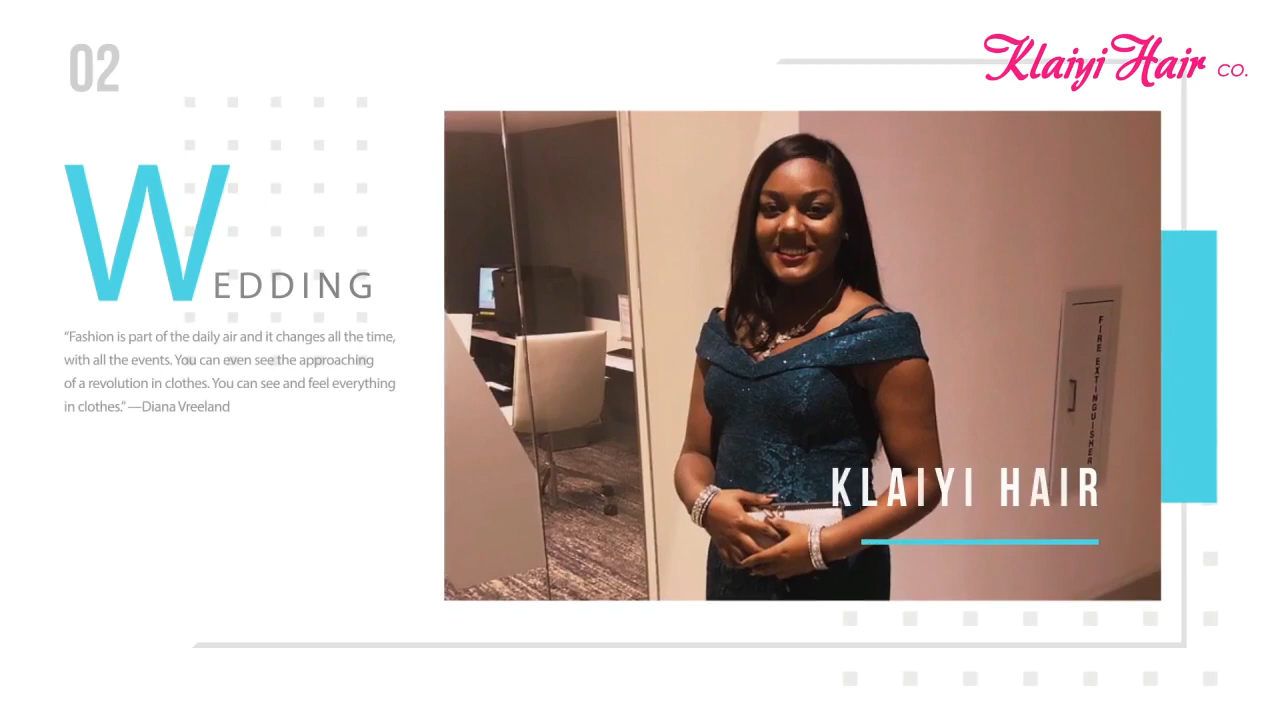 02
Klaiyi Hair co.
WEDDING
“Fashion is part of the daily air and it changes all the time,
with all the events. You can even see the approaching
of a revolution in clothes. You can see and feel everything
in clothes.” —Diana Vreeland
FIRE EXTINGUISHER
KLAIYI HAIR